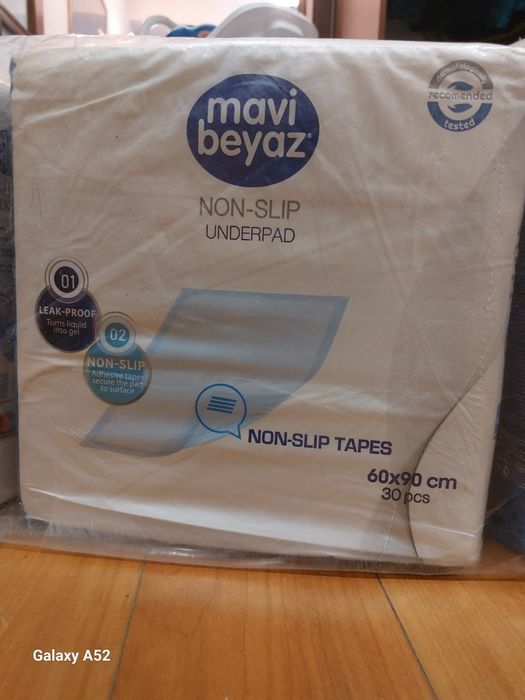 mavi
beyaz
dermatologically
recomended
tested
NON-SLIP
UNDERPAD
01
LEAK-PROOF
Turns liquid
into gel
02
NON-SLIP
Adhesive tapes
secure the pad
to surface
NON-SLIP TAPES
60x90 cm
30 pcs
Galaxy A52